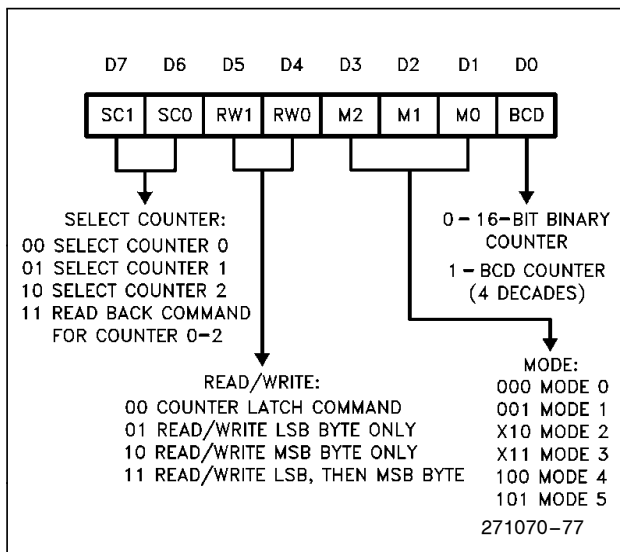 D7 D6 D5 D4 D3 D2 D1 D0
SC1 SC0 RW1 RW0 M2 M1 M0 BCD
SELECT COUNTER:
00 SELECT COUNTER 0
01 SELECT COUNTER 1
10 SELECT COUNTER 2
11 READ BACK COMMAND
FOR COUNTER 0-2
0-16-BIT BINARY
COUNTER
1-BCD COUNTER
(4 DECADES)
READ/WRITE:
00 COUNTER LATCH COMMAND
01 READ/WRITE LSB BYTE ONLY
10 READ/WRITE MSB BYTE ONLY
11 READ/WRITE LSB, THEN MSB BYTE
MODE:
000 MODE 0
001 MODE 1
X10 MODE 2
X11 MODE 3
100 MODE 4
101 MODE 5
271070-77